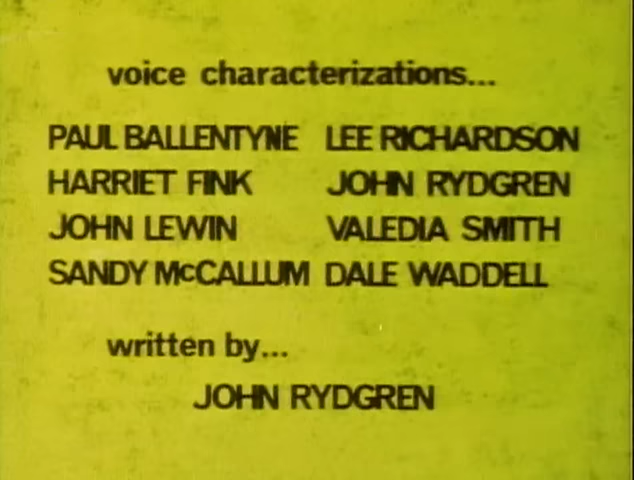 voice characterizations...
PAUL BALLENTYNE LEE RICHARDSON
HARRIET FINK JOHN RYDGREN
JOHN LEWIN VALEDIA SMITH
SANDY McCALLUM DALE WADDELL
written by...
JOHN RYDGREN